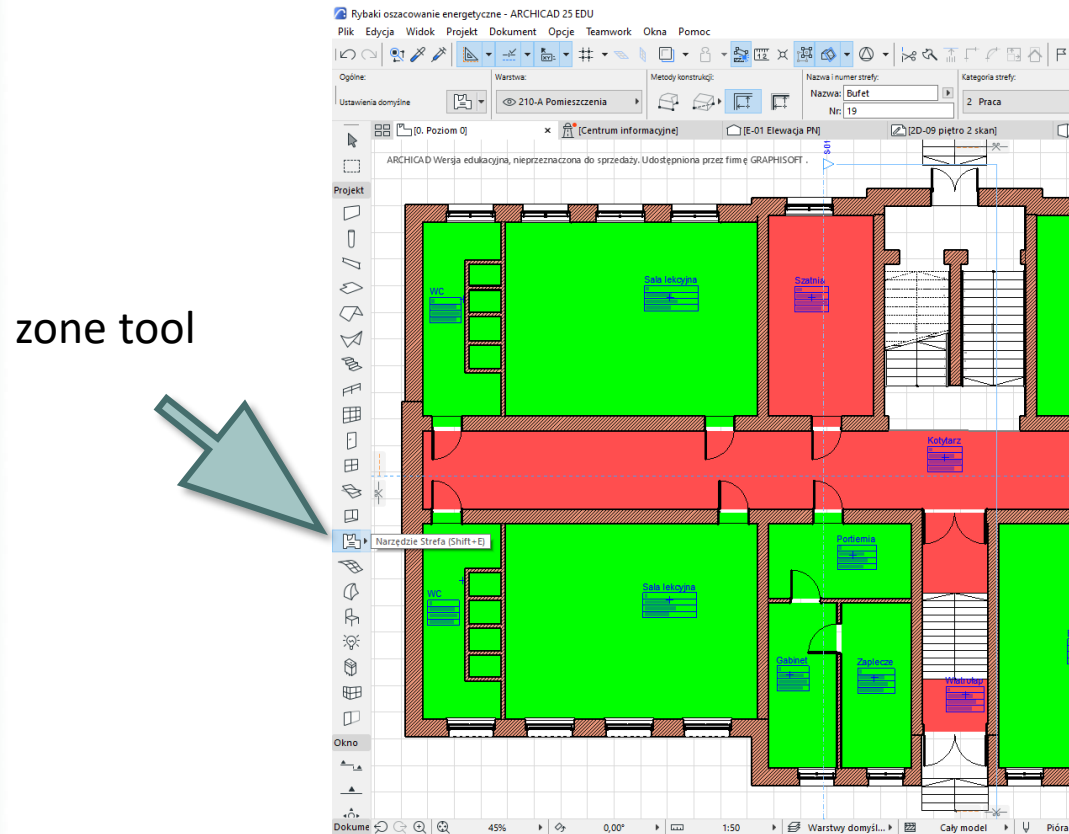 Rybaki oszacowanie energetyczne - ARCHICAD 25 EDU
Plik Edycja Widok Projekt Dokument Opcje Teamwork Okna Pomoc
Ogólne:
Warstwa:
Metody konstrukcji:
Nazwa i numer strefy:
Kategoria strefy:
Ustawienia domyślne
210-A Pomieszczenia
Nazwa: Bufet
Nr: 19
2 Praca
[0. Poziom 0]
[Centrum informacyjne]
[E-01 Elewacja PN]
[2D-09 piętro 2 skan]
ARCHICAD Wersja edukacyjna, nieprzeznaczona do sprzedaży. Udostępniona przez firmę GRAPHISOFT .
S-01
Projekt
WC
Sala lekcyjna
Szatnia
zone tool
Kotylarz
Narzędzie Strefa (Shift+E)
Portiernia
WC
Sala lekcyjna
Gabinet
Zaplecze
Wiatrołap
Okno
Dokume
45%
0,00°
1:50
Warstwy domyśl...
Cały model
Pióra